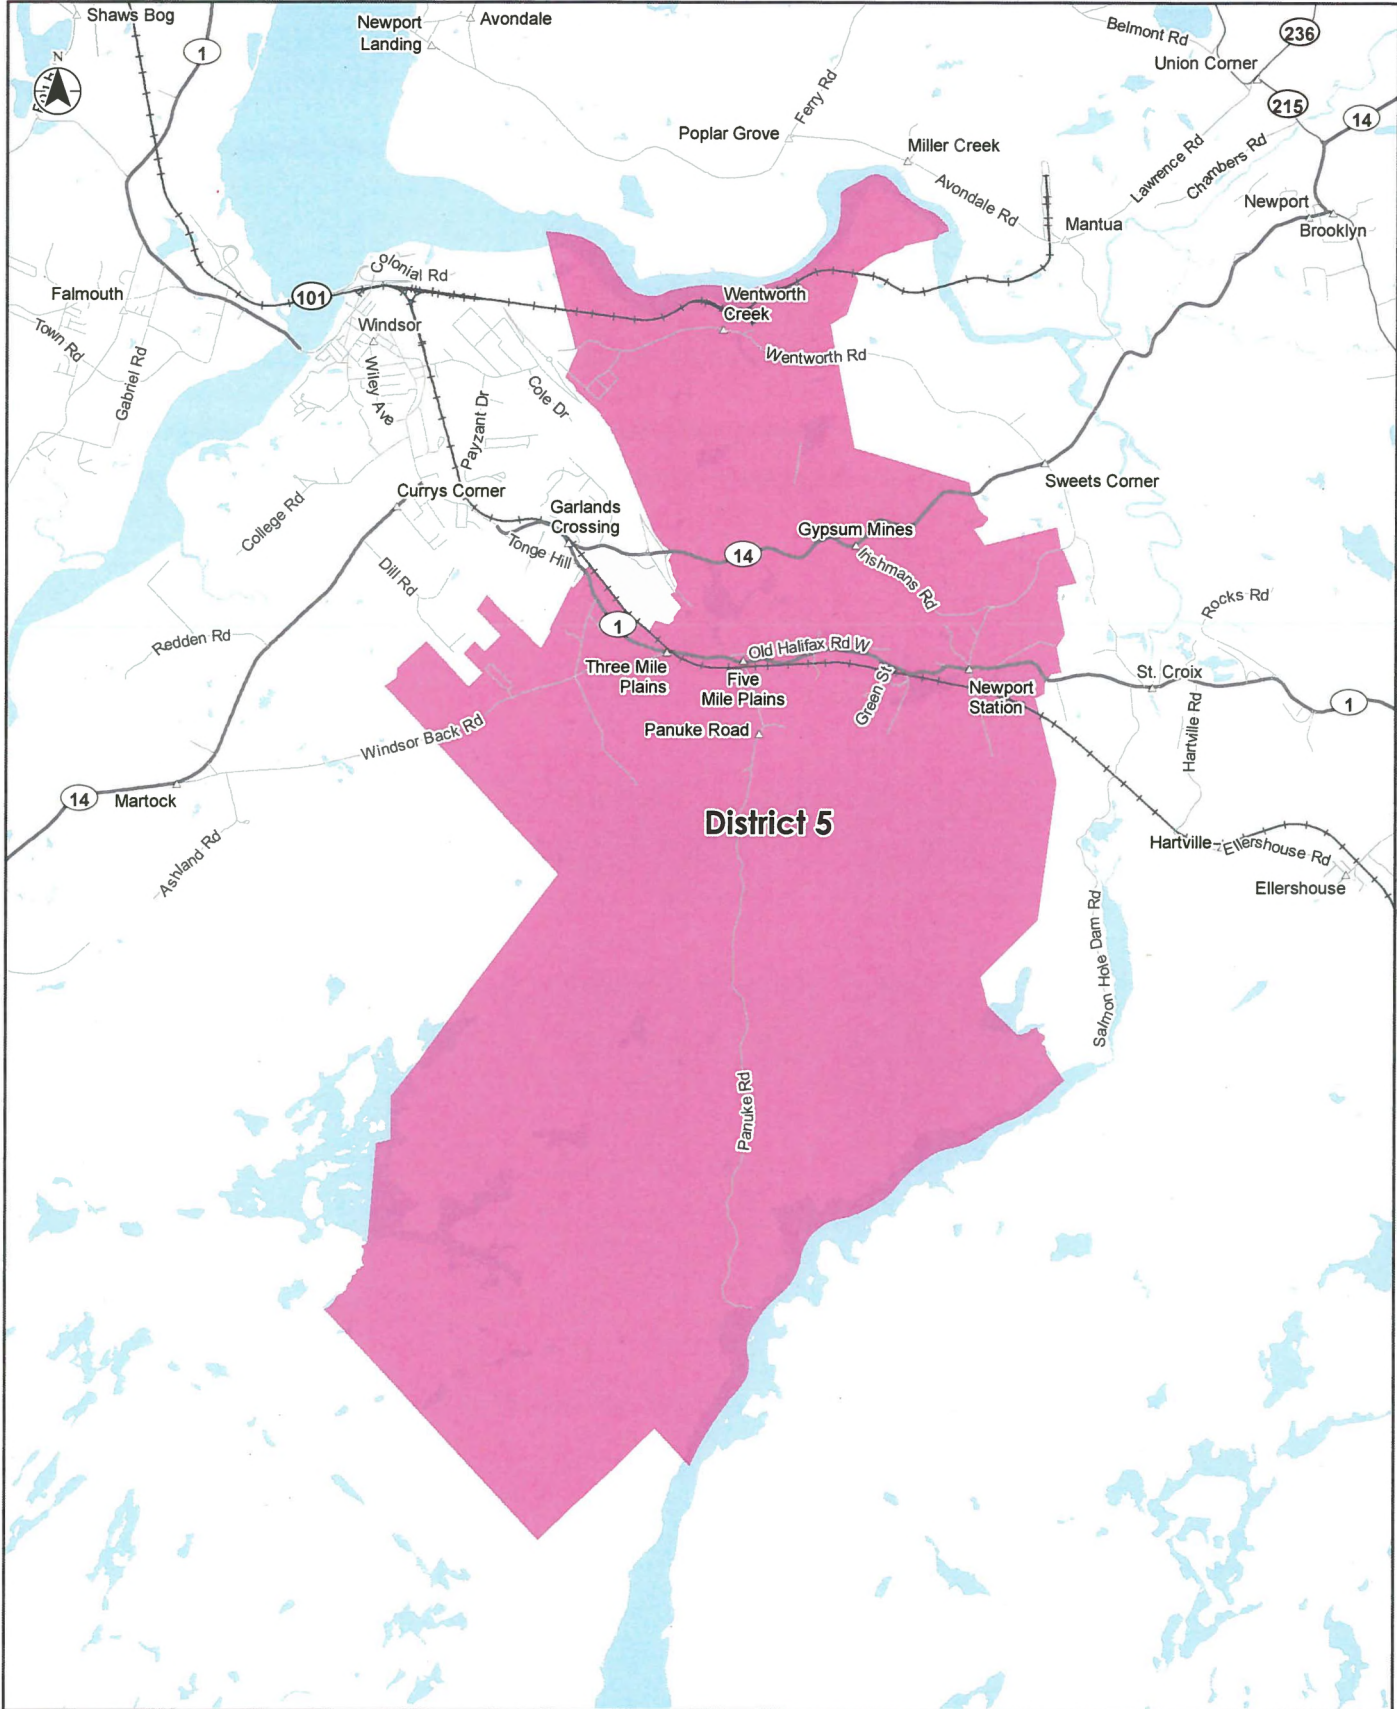 Shaws Bog
1
Newport
Landing
Avondale
Belmont Rd
236
Union Corner
N
215
14
Ferry Rd
Poplar Grove
Miller Creek
Lawrence Rd
Chambers Rd
Avondale Rd
Newport
Mantua
Brooklyn
Colonial Rd
Falmouth
101
Wentworth
Creek
Windsor
Town Rd
Gabriel Rd
Wiley Ave
Wentworth Rd
Cole Dr
Payzant Dr
Sweets Corner
Currys Corner
College Rd
Garlands
Crossing
Gypsum Mines
Tonge Hill
14
Irishmans Rd
Dill Rd
Rocks Rd
Redden Rd
1
Old Halifax Rd W
Three Mile
Plains
Five
Mile Plains
Green St
Newport
Station
St. Croix
1
Hartville Rd
Windsor Back Rd
Panuke Road
14
Martock
District 5
Ashland Rd
Hartville
Ellershouse Rd
Ellershouse
Salmon Hole Dam Rd
Panuke Rd